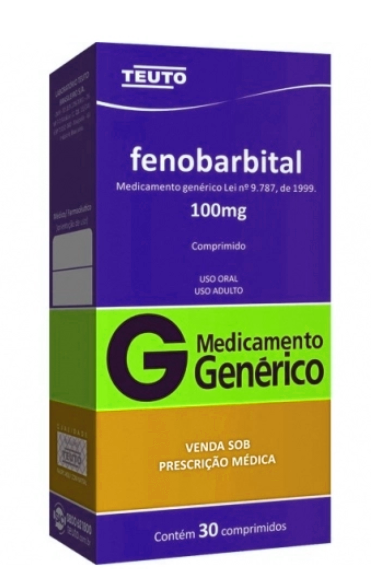 TEUTO
fenobarbital
Medicamento genérico Lei nº 9.787, de 1999.
100mg
Comprimido
USO ORAL
USO ADULTO
G Medicamento
Genérico
VENDA SOB
PRESCRIÇÃO MÉDICA
Contém 30 comprimidos
TEUTO